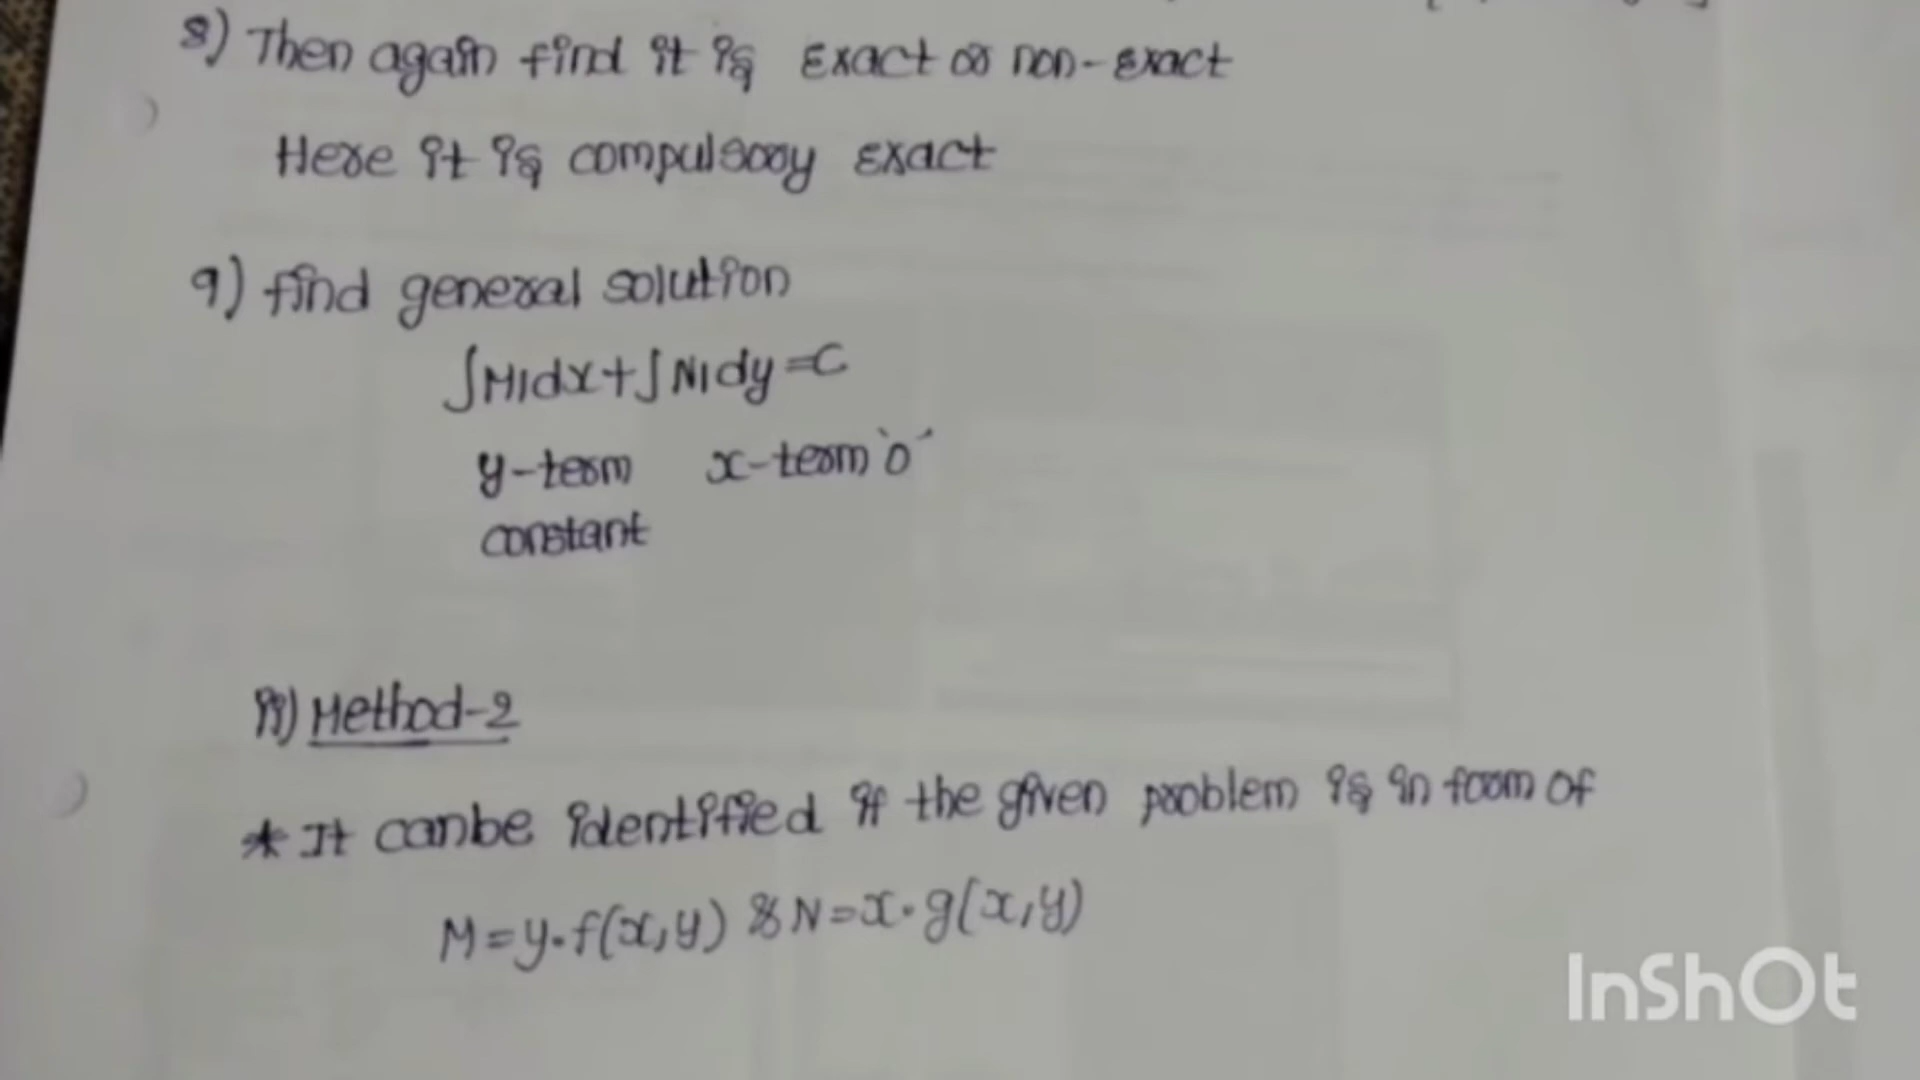 8) Then again find it is Exact or non-Exact
Here it is compulsory Exact
9) find general solution
∫M1dx+∫N1dy=C
y-term x-term '0'
constant
ii) Method-2
* It canbe identified if the given problem is in form of
M=y.f(x,y) & N=x.g(x,y)
InShOt